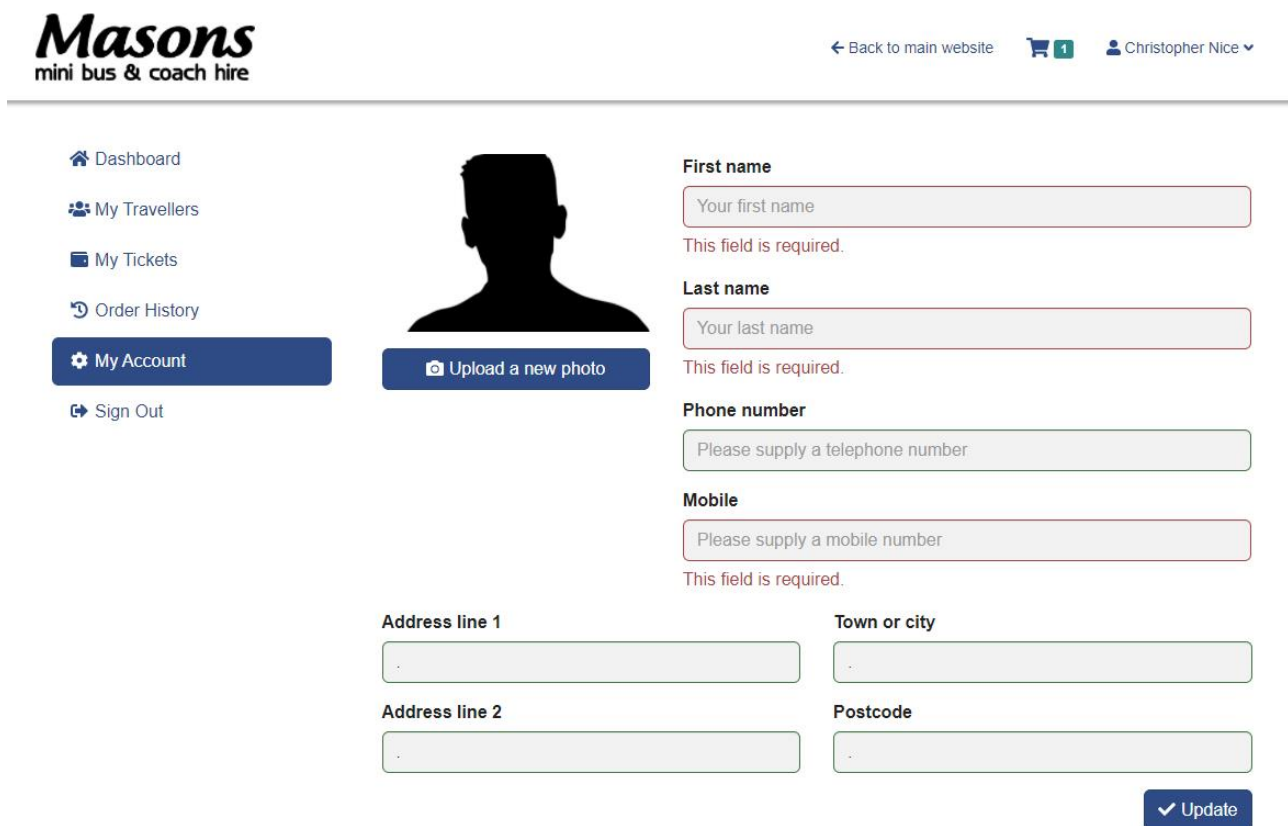 Masons
mini bus & coach hire
Back to main website
1
Christopher Nice
Dashboard
My Travellers
My Tickets
Order History
My Account
Sign Out
Upload a new photo
First name
Your first name
This field is required.
Last name
Your last name
This field is required.
Phone number
Please supply a telephone number
Mobile
Please supply a mobile number
This field is required.
Address line 1
.
Town or city
.
Address line 2
.
Postcode
.
Update